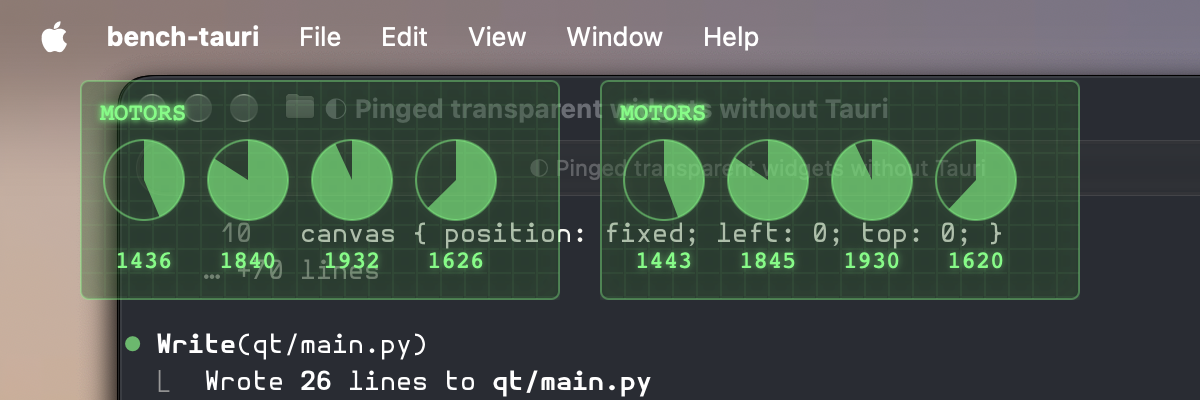 bench-tauri File Edit View Window Help
Pinged transparent widgets without Tauri
MOTORS MOTORS
Pinged transparent widgets without Tauri
10 canvas { position: fixed; left: 0; top: 0; }
1436 1840 1932 1626 1443 1845 1930 1620
… +70 lines
Write(qt/main.py)
Wrote 26 lines to qt/main.py